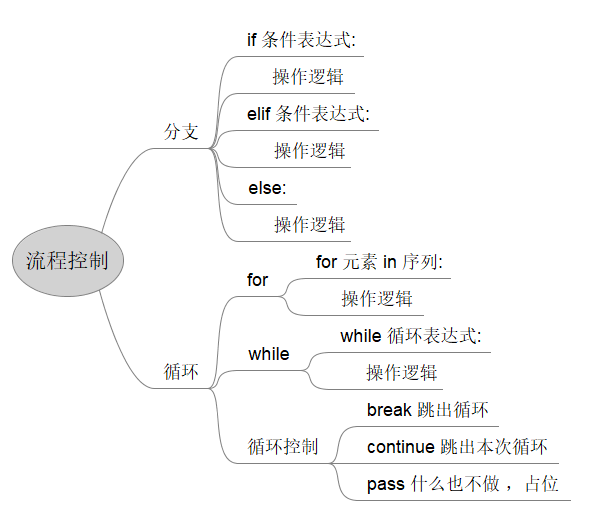 流程控制
分支
if 条件表达式:
操作逻辑
elif 条件表达式:
操作逻辑
else:
操作逻辑
循环
for
for 元素 in 序列:
操作逻辑
while
while 循环表达式:
操作逻辑
循环控制
break 跳出循环
continue 跳出本次循环
pass 什么也不做 ，占位